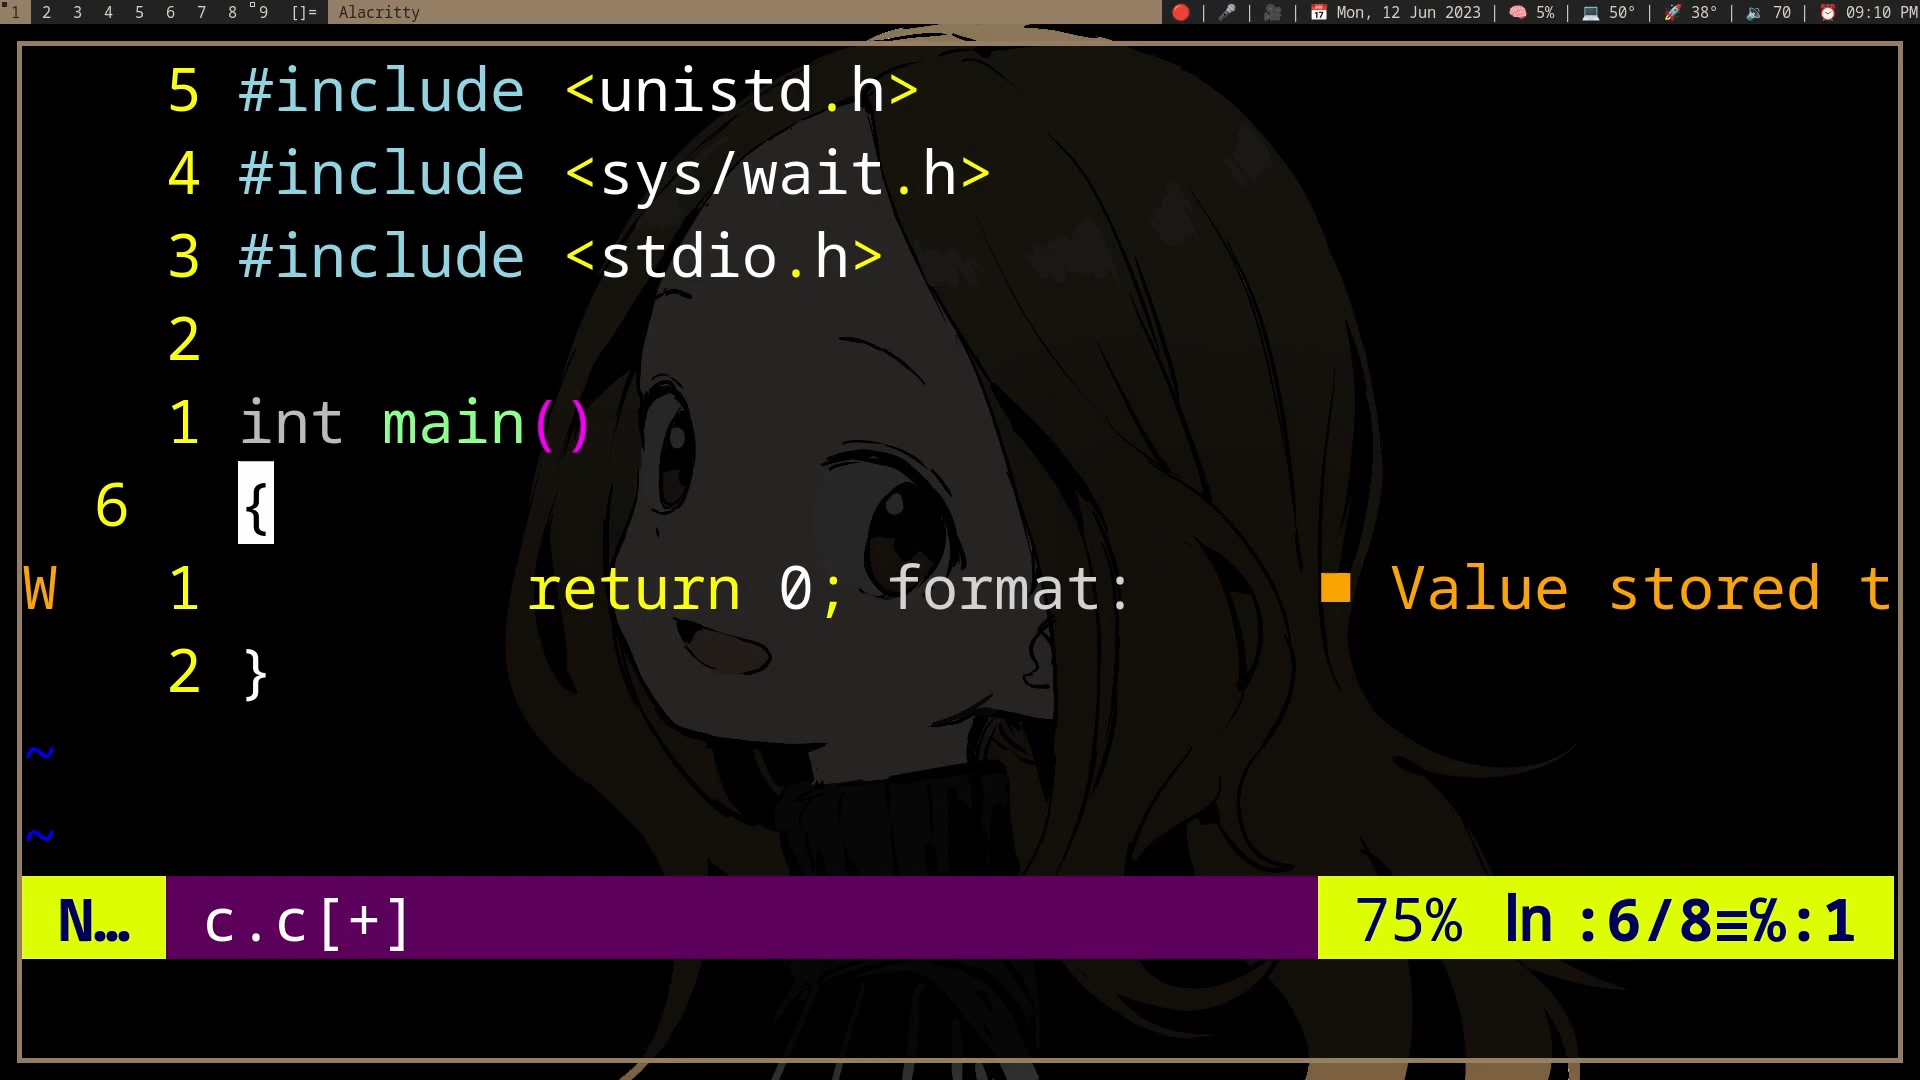 1 2 3 4 5 6 7 8 9 []= Alacritty | | | Mon, 12 Jun 2023 | 5% | 50° | 38° | 70 | 09:10 PM
5 #include <unistd.h>
4 #include <sys/wait.h>
3 #include <stdio.h>
2
1 int main()
6 {
W 1 return 0; format: ■ Value stored t
2 }
~
~
N… c.c[+] 75% ㏑ :6/8≡℅:1